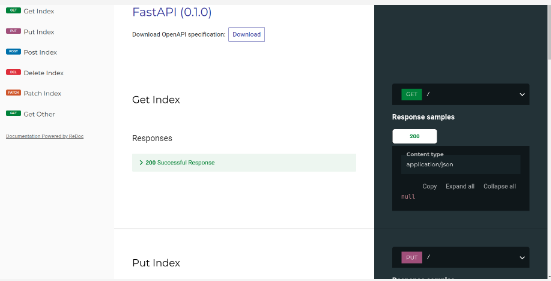 GET Get Index
PUT Put Index
POST Post Index
DEL Delete Index
PATCH Patch Index
GET Get Other
Documentation Powered by ReDoc
FastAPI (0.1.0)
Download OpenAPI specification: Download
Get Index
Responses
200 Successful Response
Put Index
GET /
Response samples
200
Content type
application/json
Copy Expand all Collapse all
null
PUT /
Response samples